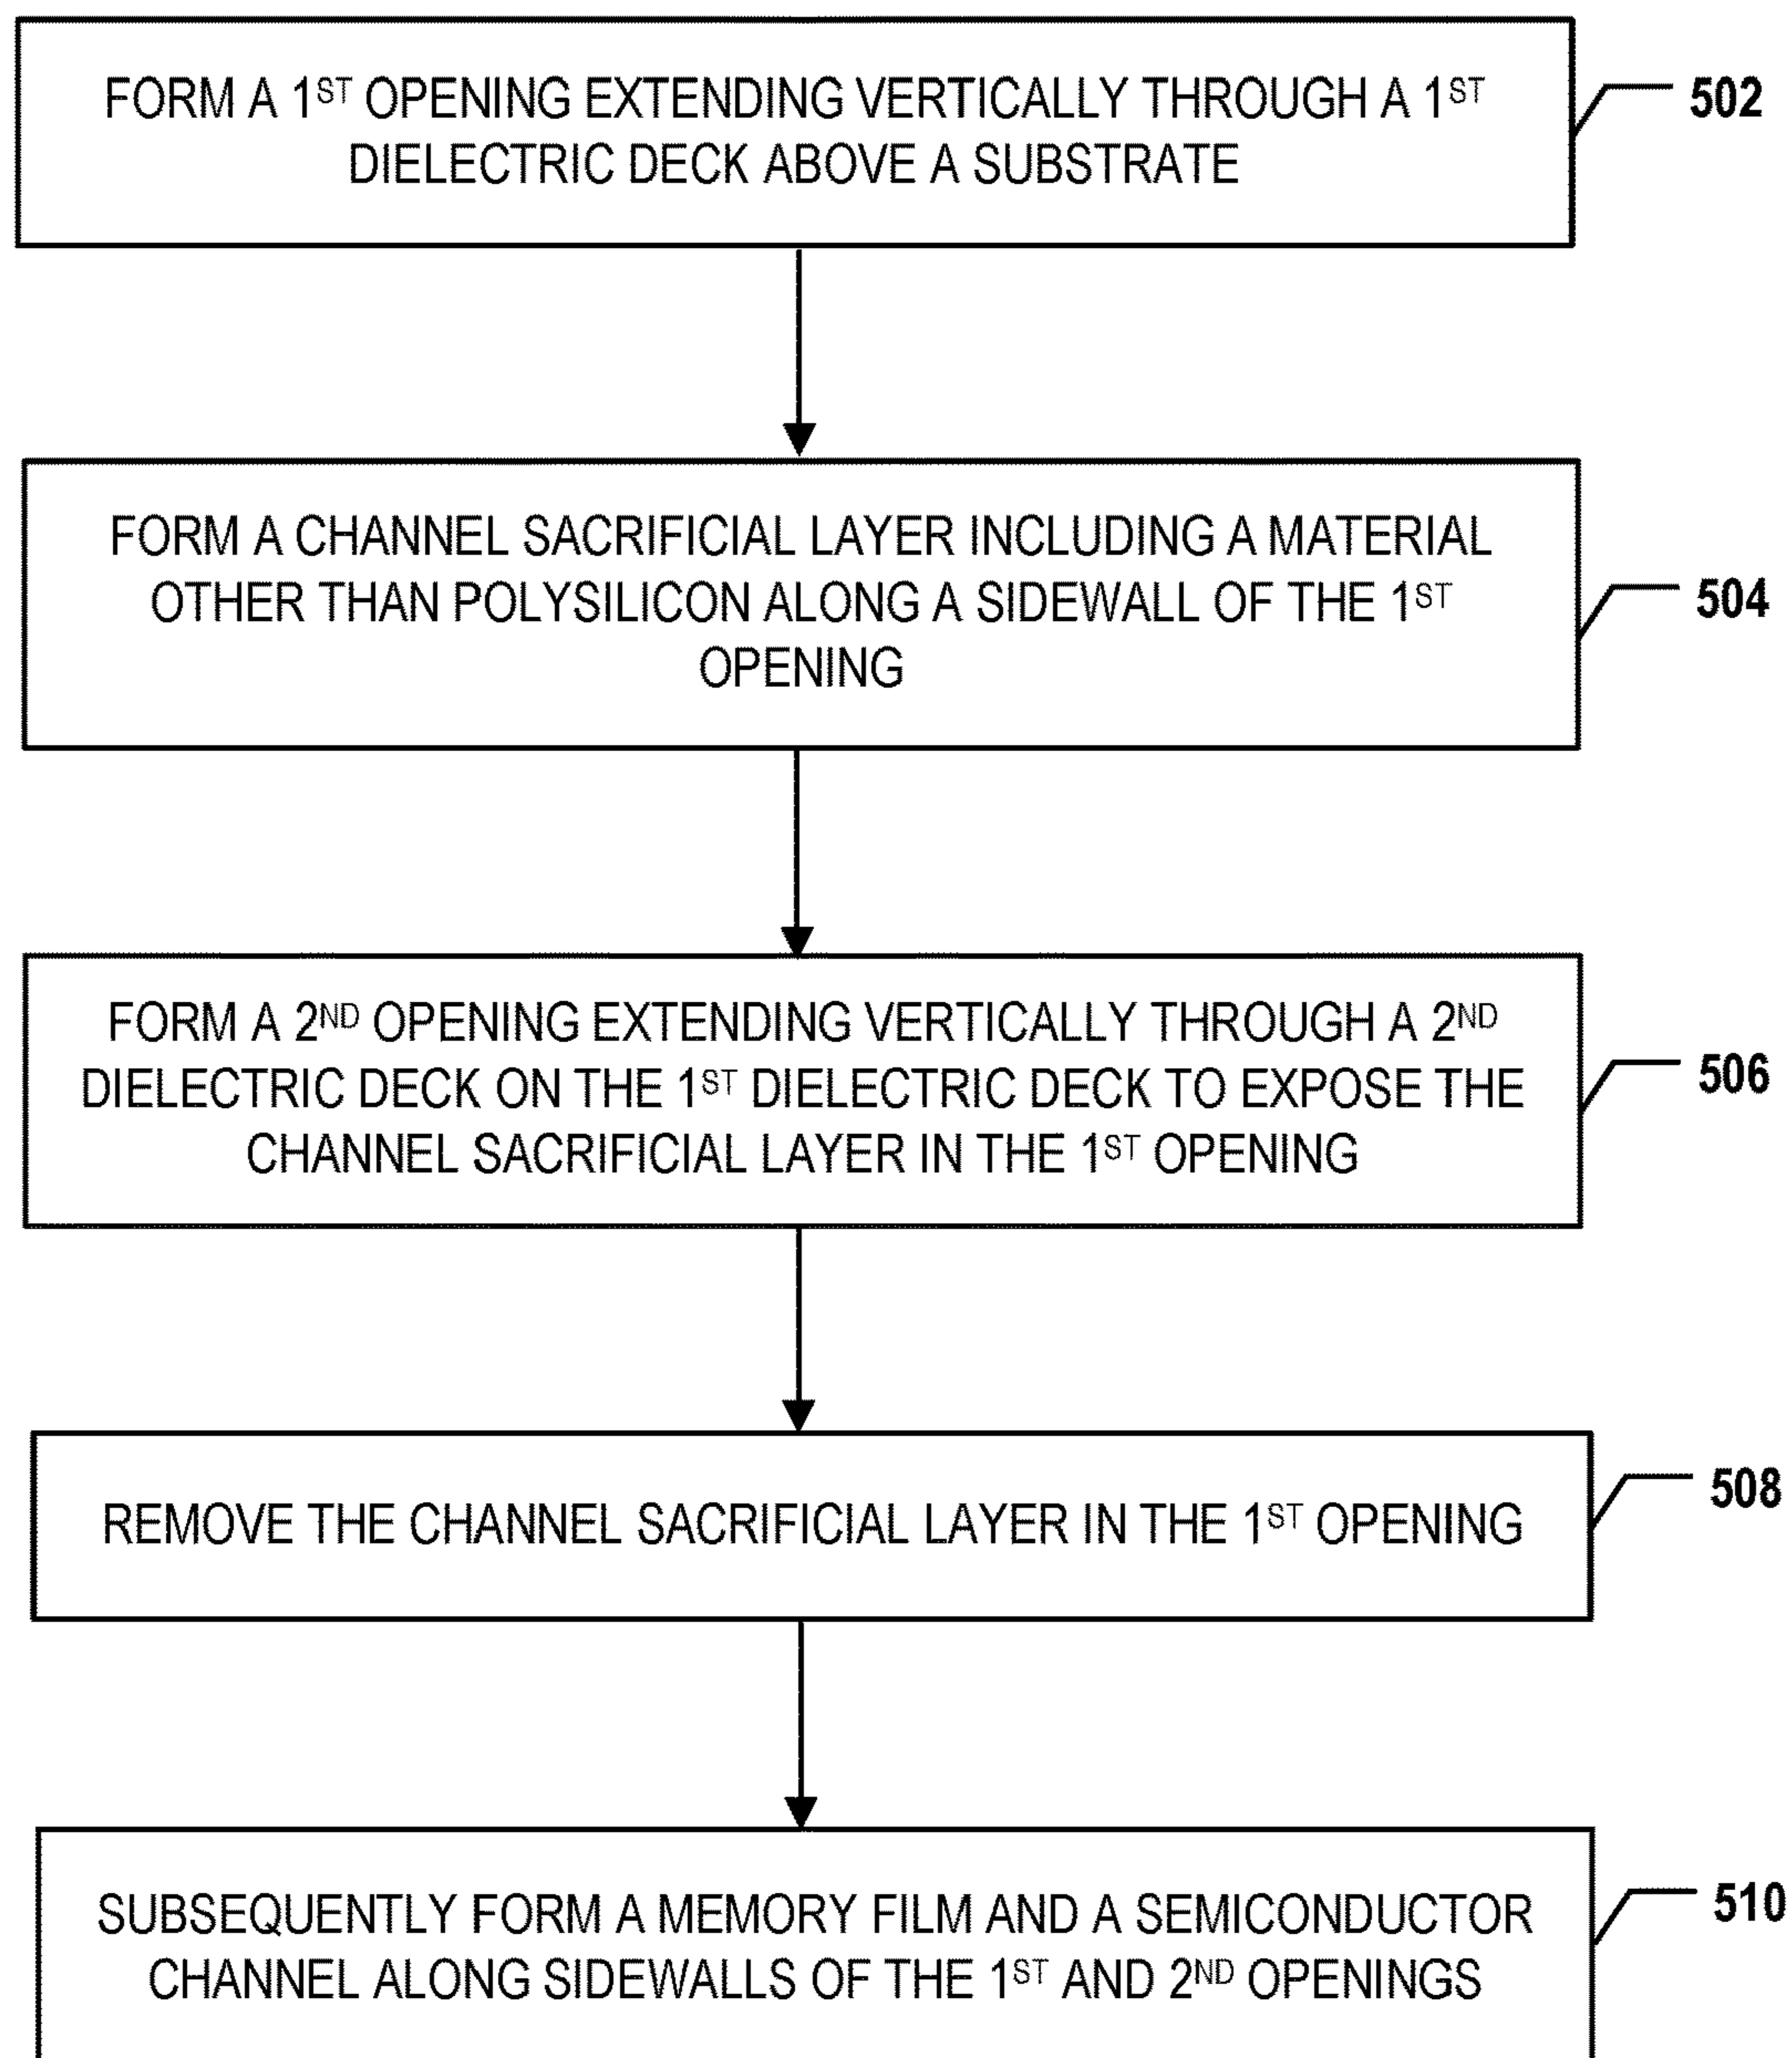 FORM A 1ST OPENING EXTENDING VERTICALLY THROUGH A 1ST
DIELECTRIC DECK ABOVE A SUBSTRATE
502
FORM A CHANNEL SACRIFICIAL LAYER INCLUDING A MATERIAL
OTHER THAN POLYSILICON ALONG A SIDEWALL OF THE 1ST
OPENING
504
FORM A 2ND OPENING EXTENDING VERTICALLY THROUGH A 2ND
DIELECTRIC DECK ON THE 1ST DIELECTRIC DECK TO EXPOSE THE
CHANNEL SACRIFICIAL LAYER IN THE 1ST OPENING
506
REMOVE THE CHANNEL SACRIFICIAL LAYER IN THE 1ST OPENING
508
SUBSEQUENTLY FORM A MEMORY FILM AND A SEMICONDUCTOR
CHANNEL ALONG SIDEWALLS OF THE 1ST AND 2ND OPENINGS
510